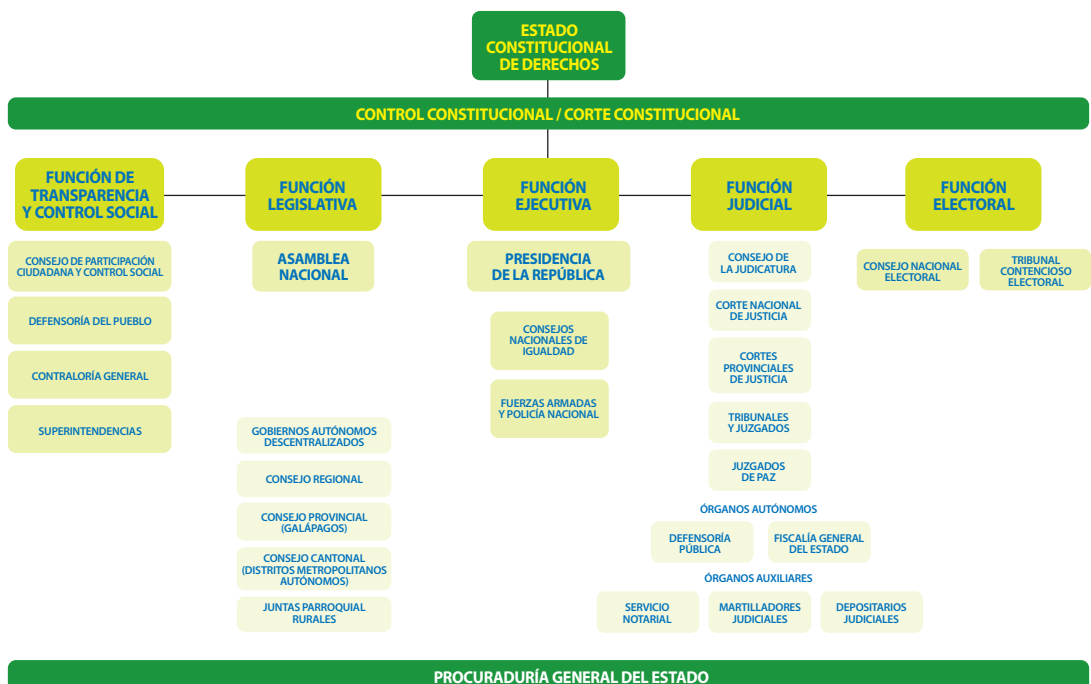 ESTADO
CONSTITUCIONAL
DE DERECHOS
CONTROL CONSTITUCIONAL / CORTE CONSTITUCIONAL
FUNCIÓN DE
TRANSPARENCIA
Y CONTROL SOCIAL
CONSEJO DE PARTICIPACIÓN
CIUDADANA Y CONTROL SOCIAL
DEFENSORÍA DEL PUEBLO
CONTRALORÍA GENERAL
SUPERINTENDENCIAS
FUNCIÓN
LEGISLATIVA
ASAMBLEA
NACIONAL
GOBIERNOS AUTÓNOMOS
DESCENTRALIZADOS
CONSEJO REGIONAL
CONSEJO PROVINCIAL
(GALÁPAGOS)
CONSEJO CANTONAL
(DISTRITOS METROPOLITANOS
AUTÓNOMOS)
JUNTAS PARROQUIAL
RURALES
FUNCIÓN
EJECUTIVA
PRESIDENCIA
DE LA REPÚBLICA
CONSEJOS
NACIONALES DE
IGUALDAD
FUERZAS ARMADAS
Y POLICÍA NACIONAL
FUNCIÓN
JUDICIAL
CONSEJO DE
LA JUDICATURA
CORTE NACIONAL
DE JUSTICIA
CORTES
PROVINCIALES
DE JUSTICIA
TRIBUNALES
Y JUZGADOS
JUZGADOS
DE PAZ
ÓRGANOS AUTÓNOMOS
DEFENSORÍA
PÚBLICA
FISCALÍA GENERAL
DEL ESTADO
ÓRGANOS AUXILIARES
SERVICIO
NOTARIAL
MARTILLADORES
JUDICIALES
DEPOSITARIOS
JUDICIALES
FUNCIÓN
ELECTORAL
CONSEJO NACIONAL
ELECTORAL
TRIBUNAL
CONTENCIOSO
ELECTORAL
PROCURADURÍA GENERAL DEL ESTADO